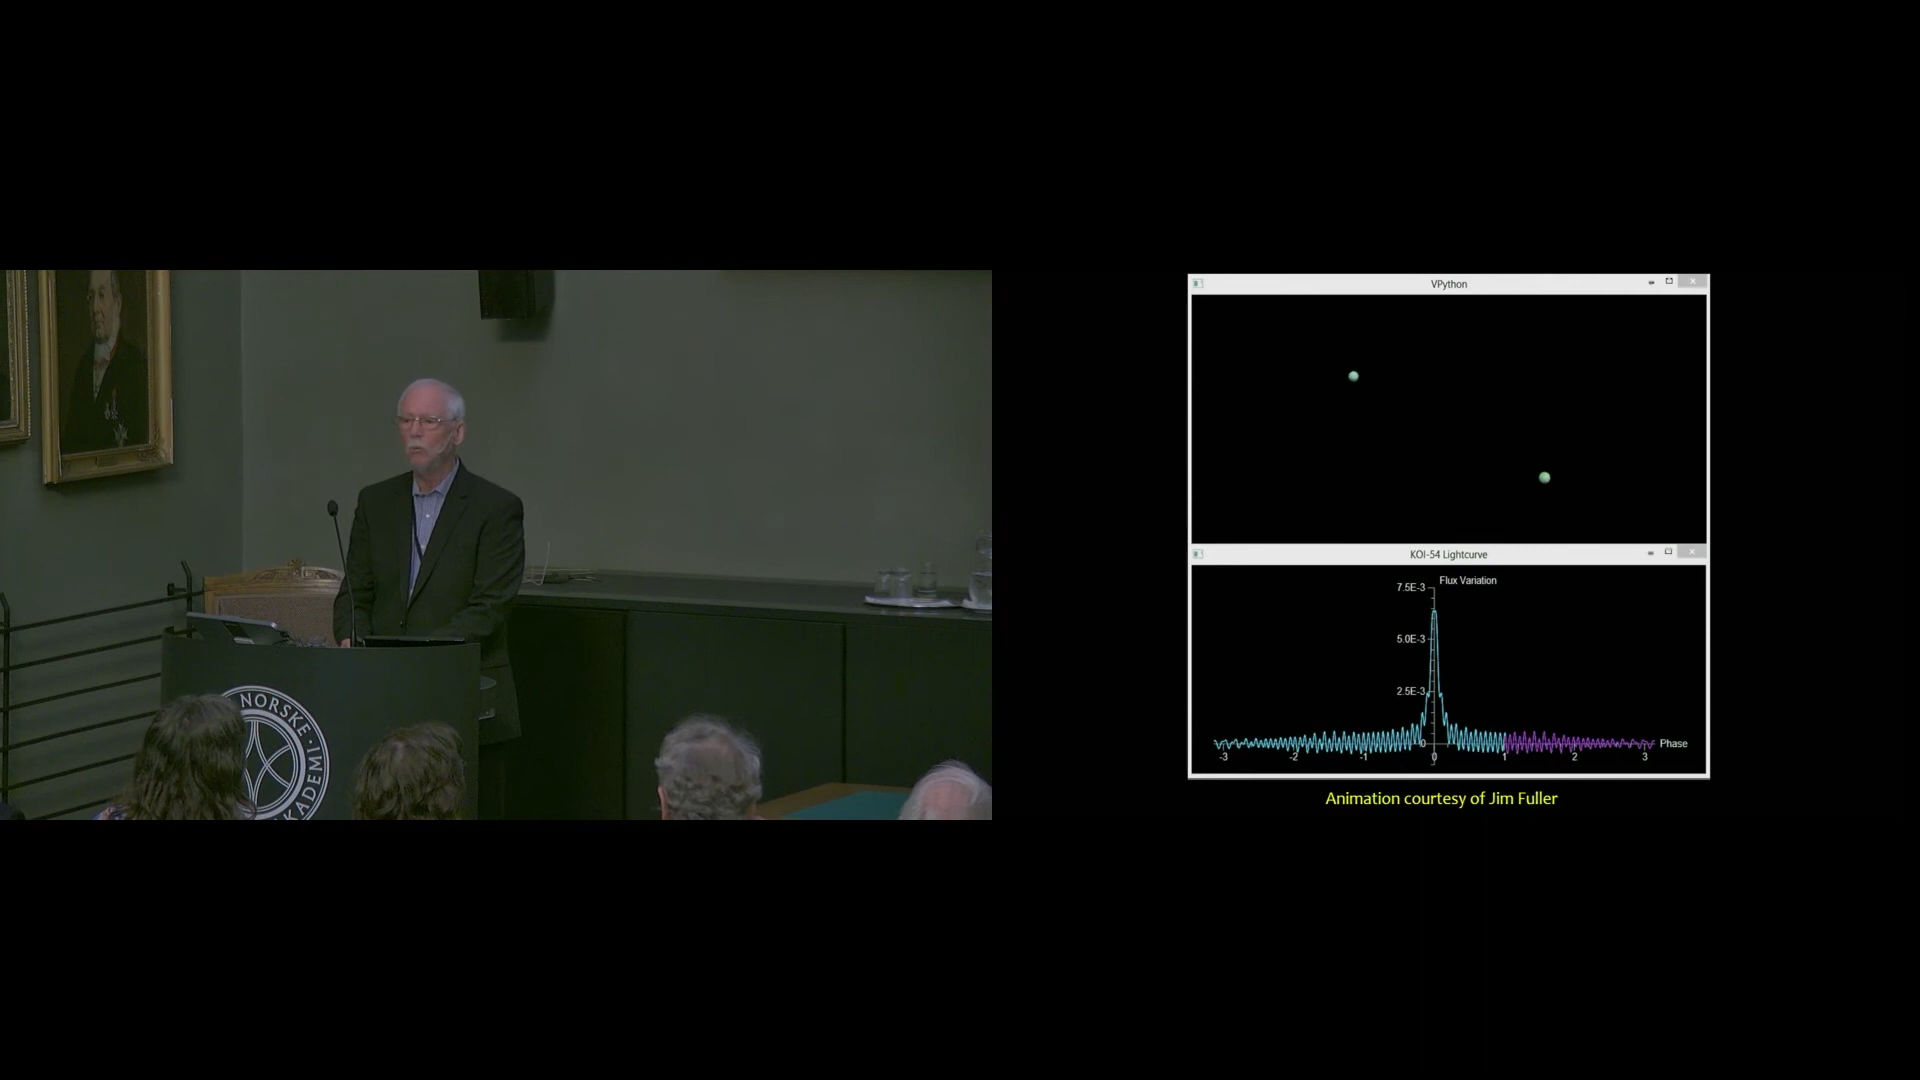 NORSKE
AKADEMI
VPython
KOI-54 Lightcurve
Flux Variation
7.5E-3
5.0E-3
2.5E-3
0
Phase
-3
-2
-1
0
1
2
3
Animation courtesy of Jim Fuller